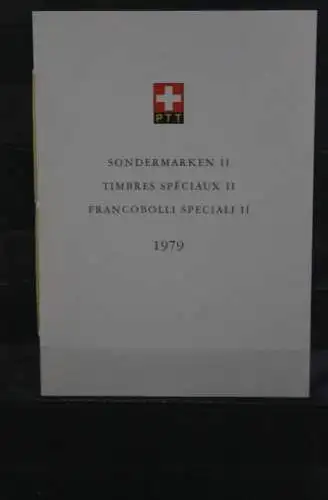 PTT
SONDERMARKEN II
TIMBRES SPÉCIAUX II
FRANCOBOLLI SPECIALI II
1979